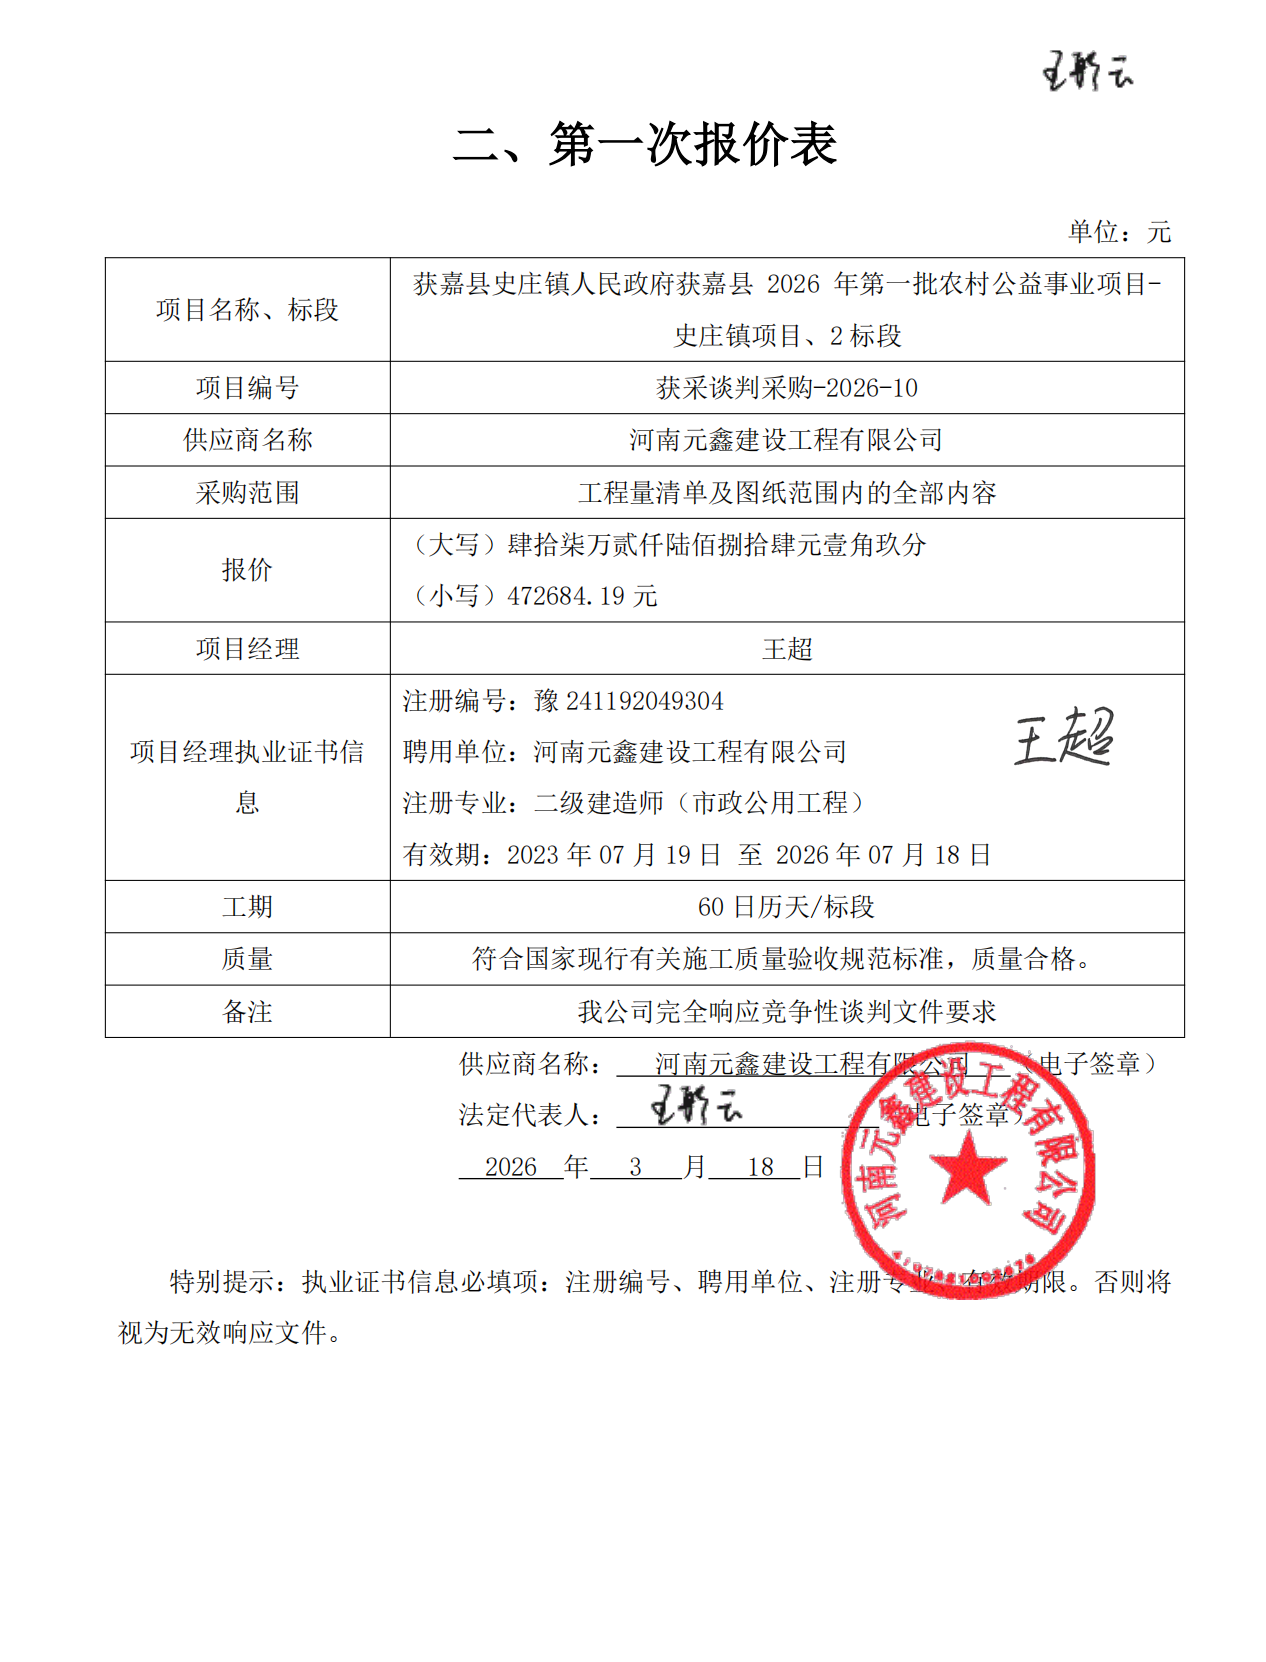 王彩云
二、第一次报价表
单位：元
项目名称、标段
获嘉县史庄镇人民政府获嘉县 2026 年第一批农村公益事业项目-
史庄镇项目、2标段
项目编号
获采谈判采购-2026-10
供应商名称
河南元鑫建设工程有限公司
采购范围
工程量清单及图纸范围内的全部内容
报价
（大写）肆拾柒万贰仟陆佰捌拾肆元壹角玖分
（小写）472684.19 元
项目经理
王超
项目经理执业证书信
息
注册编号：豫 241192049304
聘用单位：河南元鑫建设工程有限公司
注册专业：二级建造师（市政公用工程）
有效期：2023 年 07 月 19 日 至 2026 年 07 月 18 日
王超
工期
60 日历天/标段
质量
符合国家现行有关施工质量验收规范标准，质量合格。
备注
我公司完全响应竞争性谈判文件要求
供应商名称： 河南元鑫建设工程有限公司 （电子签章）
法定代表人： 王彩云 （电子签章）
2026 年 3 月 18 日
河南元鑫建设工程有限公司
特别提示：执业证书信息必填项：注册编号、聘用单位、注册专业、有效期限。否则将
视为无效响应文件。